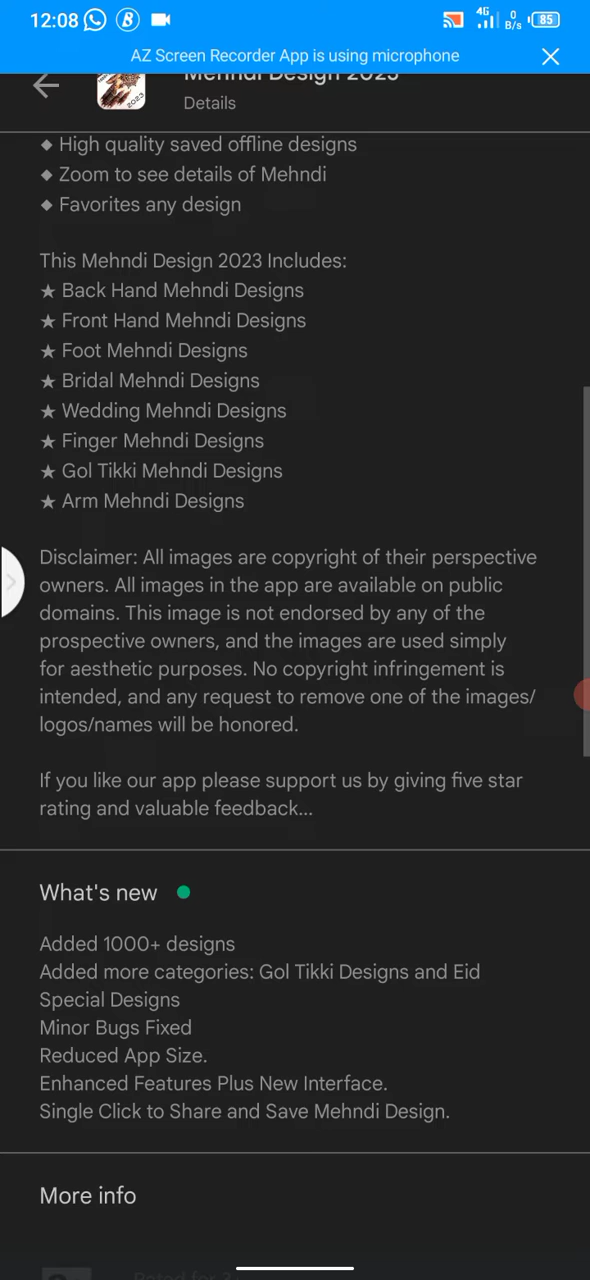 12:08
4G
0
B/s
85
AZ Screen Recorder App is using microphone
Mehndi Design 2023
Details
◆ High quality saved offline designs
◆ Zoom to see details of Mehndi
◆ Favorites any design
This Mehndi Design 2023 Includes:
★ Back Hand Mehndi Designs
★ Front Hand Mehndi Designs
★ Foot Mehndi Designs
★ Bridal Mehndi Designs
★ Wedding Mehndi Designs
★ Finger Mehndi Designs
★ Gol Tikki Mehndi Designs
★ Arm Mehndi Designs
Disclaimer: All images are copyright of their perspective
owners. All images in the app are available on public
domains. This image is not endorsed by any of the
prospective owners, and the images are used simply
for aesthetic purposes. No copyright infringement is
intended, and any request to remove one of the images/
logos/names will be honored.
If you like our app please support us by giving five star
rating and valuable feedback...
What's new
Added 1000+ designs
Added more categories: Gol Tikki Designs and Eid
Special Designs
Minor Bugs Fixed
Reduced App Size.
Enhanced Features Plus New Interface.
Single Click to Share and Save Mehndi Design.
More info
Rated for 3+